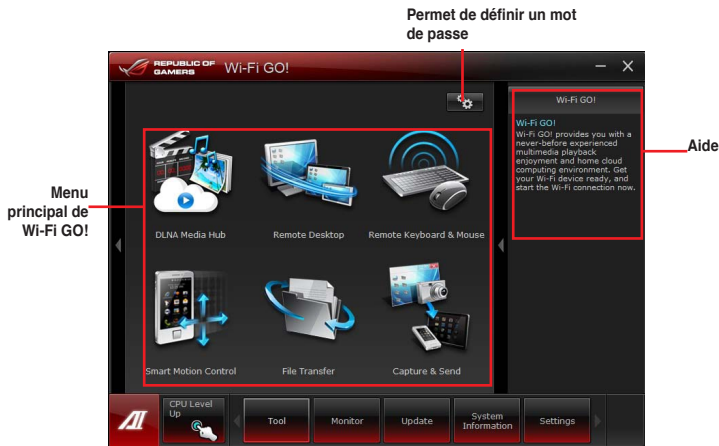 Permet de définir un mot
de passe
REPUBLIC OF
GAMERS
Wi-Fi GO!
Wi-Fi GO!
Wi-Fi GO!
Wi-Fi GO! provides you with a
never-before experienced
multimedia playback
enjoyment and home cloud
computing environment. Get
your Wi-Fi device ready, and
start the Wi-Fi connection now.
Aide
Menu
principal de
Wi-Fi GO!
DLNA Media Hub
Remote Desktop
Remote Keyboard & Mouse
Smart Motion Control
File Transfer
Capture & Send
AI
CPU Level
Up
Tool
Monitor
Update
System
Information
Settings